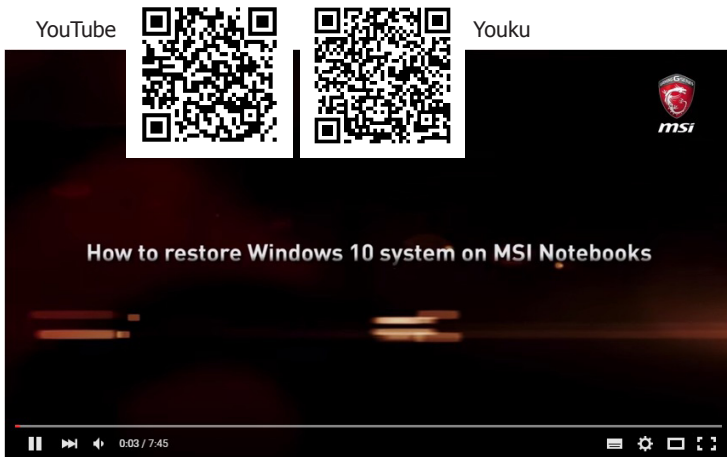 YouTube
Youku
msi
How to restore Windows 10 system on MSI Notebooks
0:03 / 7:45